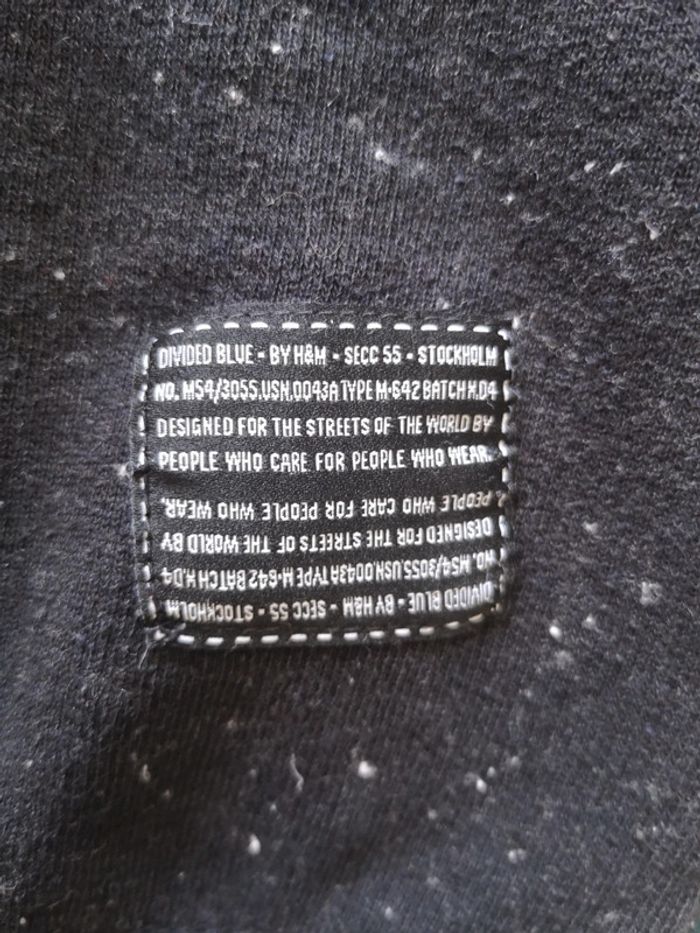 DIVIDED BLUE - BY H&M - SECC 55 - STOCKHOLM
NO. M54/3055.USN.0043A TYPE M-642 BATCH X.D4
DESIGNED FOR THE STREETS OF THE WORLD BY
PEOPLE WHO CARE FOR PEOPLE WHO WEAR.
PEOPLE WHO CARE FOR PEOPLE WHO WEAR.
DESIGNED FOR THE STREETS OF THE WORLD BY
NO. M54/3055.USN.0043A TYPE M-642 BATCH X.D4
DIVIDED BLUE - BY H&M - SECC 55 - STOCKHOLM